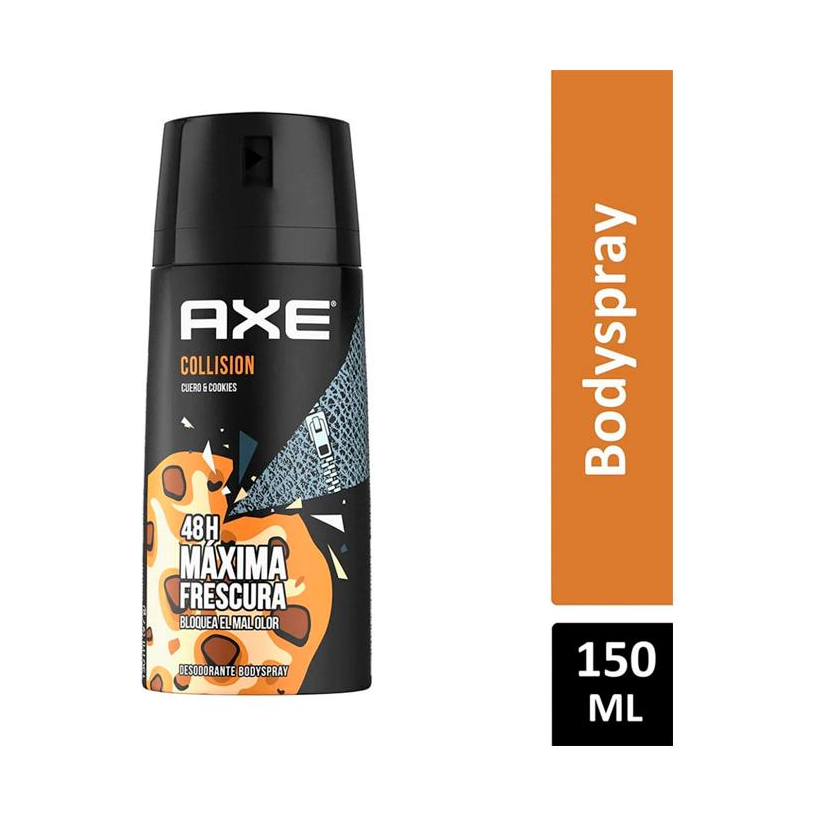 AXE®
COLLISION
CUERO & COOKIES
48H
MÁXIMA
FRESCURA
BLOQUEA EL MAL OLOR
DESODORANTE BODYSPRAY
Bodyspray
150
ML